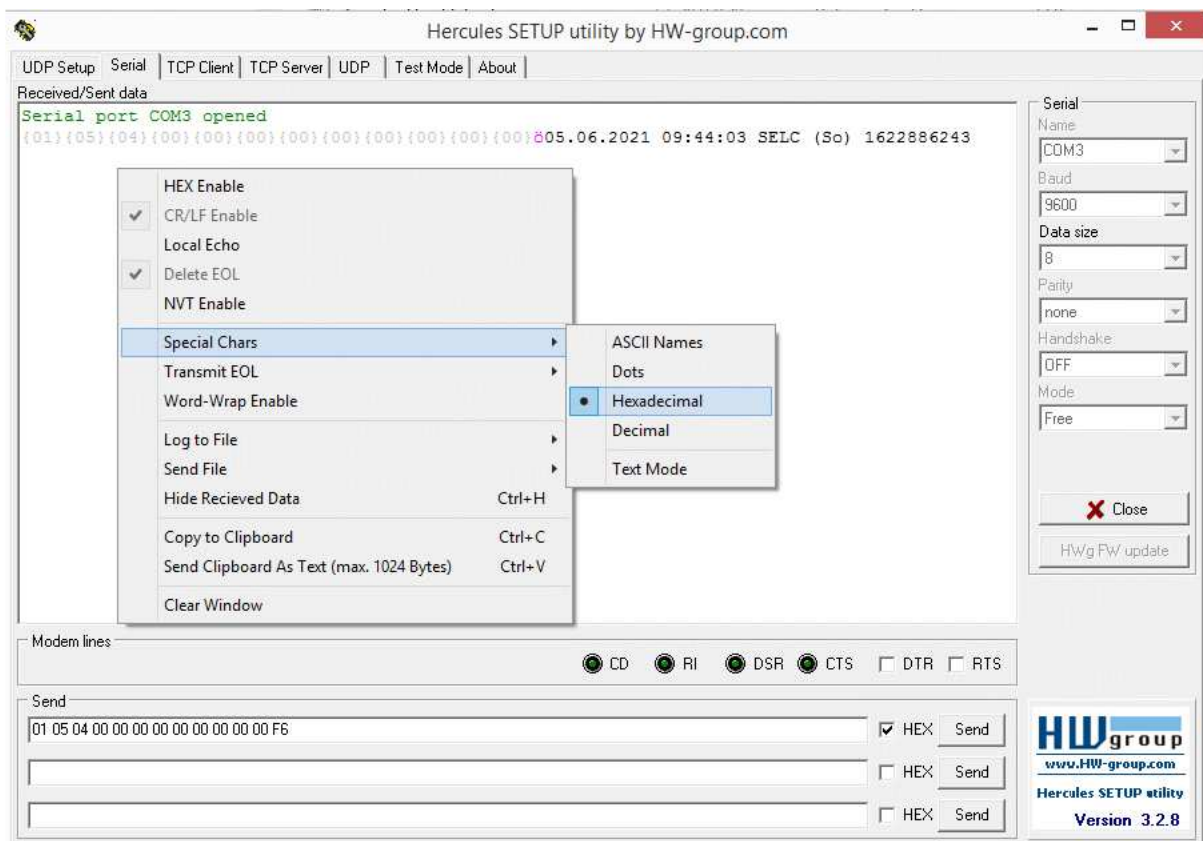 Hercules SETUP utility by HW-group.com
UDP Setup Serial TCP Client TCP Server UDP Test Mode About
Received/Sent data
Serial port COM3 opened
{01}{05}{04}{00}{00}{00}{00}{00}{00}{00}{00}{00}ö05.06.2021 09:44:03 SELC (So) 1622886243
HEX Enable
CR/LF Enable
Local Echo
Delete EOL
NVT Enable
Special Chars
Transmit EOL
Word-Wrap Enable
Log to File
Send File
Hide Recieved Data Ctrl+H
Copy to Clipboard Ctrl+C
Send Clipboard As Text (max. 1024 Bytes) Ctrl+V
Clear Window
ASCII Names
Dots
Hexadecimal
Decimal
Text Mode
Serial
Name
COM3
Baud
9600
Data size
8
Parity
none
Handshake
OFF
Mode
Free
Close
HWg FW update
Modem lines
CD RI DSR CTS DTR RTS
Send
01 05 04 00 00 00 00 00 00 00 00 00 F6 HEX Send
HEX Send
HEX Send
HWgroup
www.HW-group.com
Hercules SETUP utility
Version 3.2.8